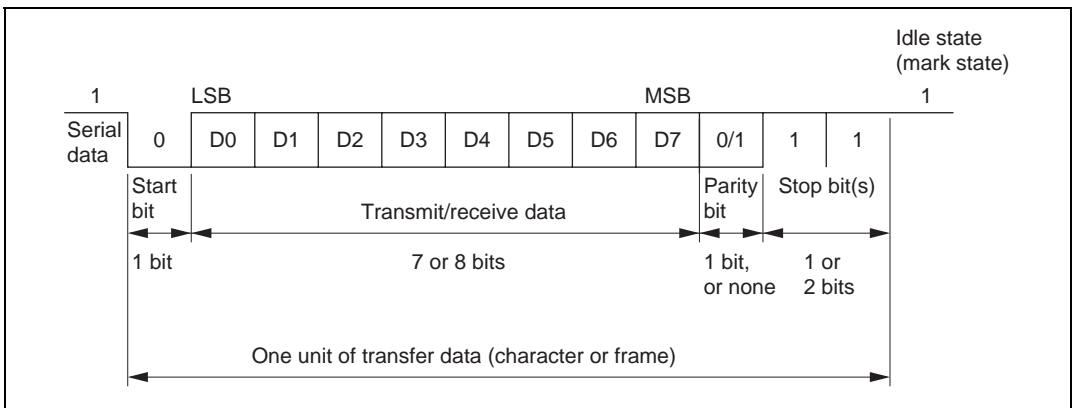 Idle state
(mark state)
1 LSB MSB 1
Serial
data
0 D0 D1 D2 D3 D4 D5 D6 D7 0/1 1 1
Start
bit
Transmit/receive data
Parity
bit
Stop bit(s)
1 bit
7 or 8 bits
1 bit,
or none
1 or
2 bits
One unit of transfer data (character or frame)